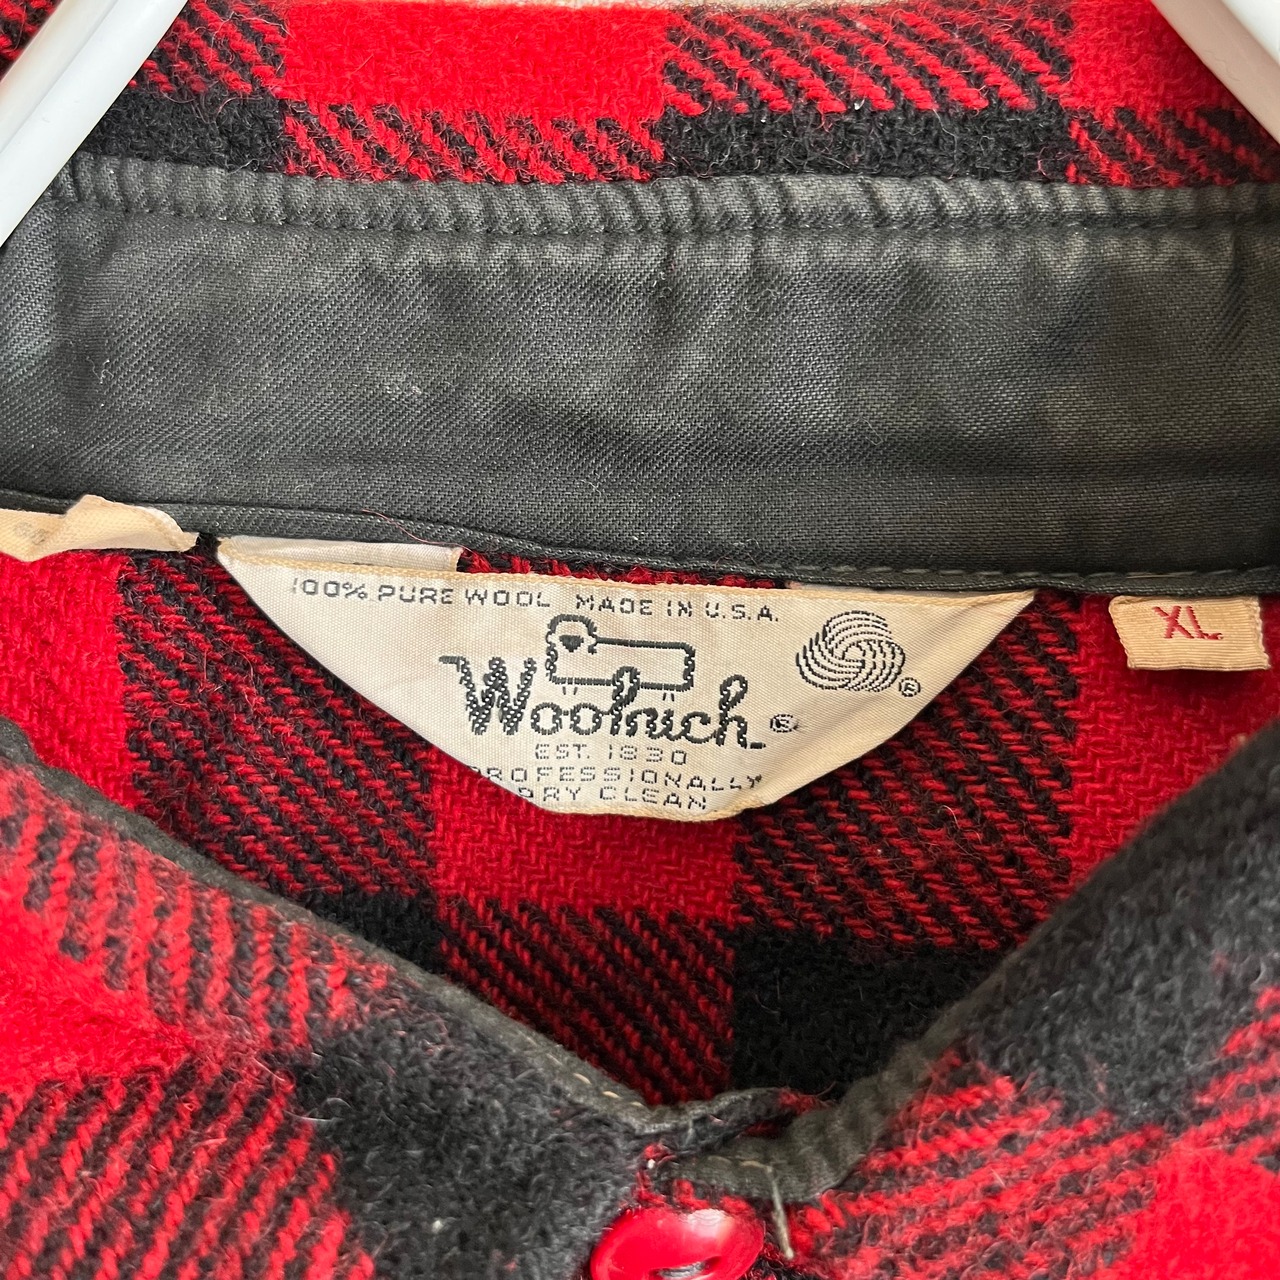 100% PURE WOOL MADE IN U.S.A.
Woolrich ®
®
EST. 1830
PROFESSIONALLY
DRY CLEAN
XL